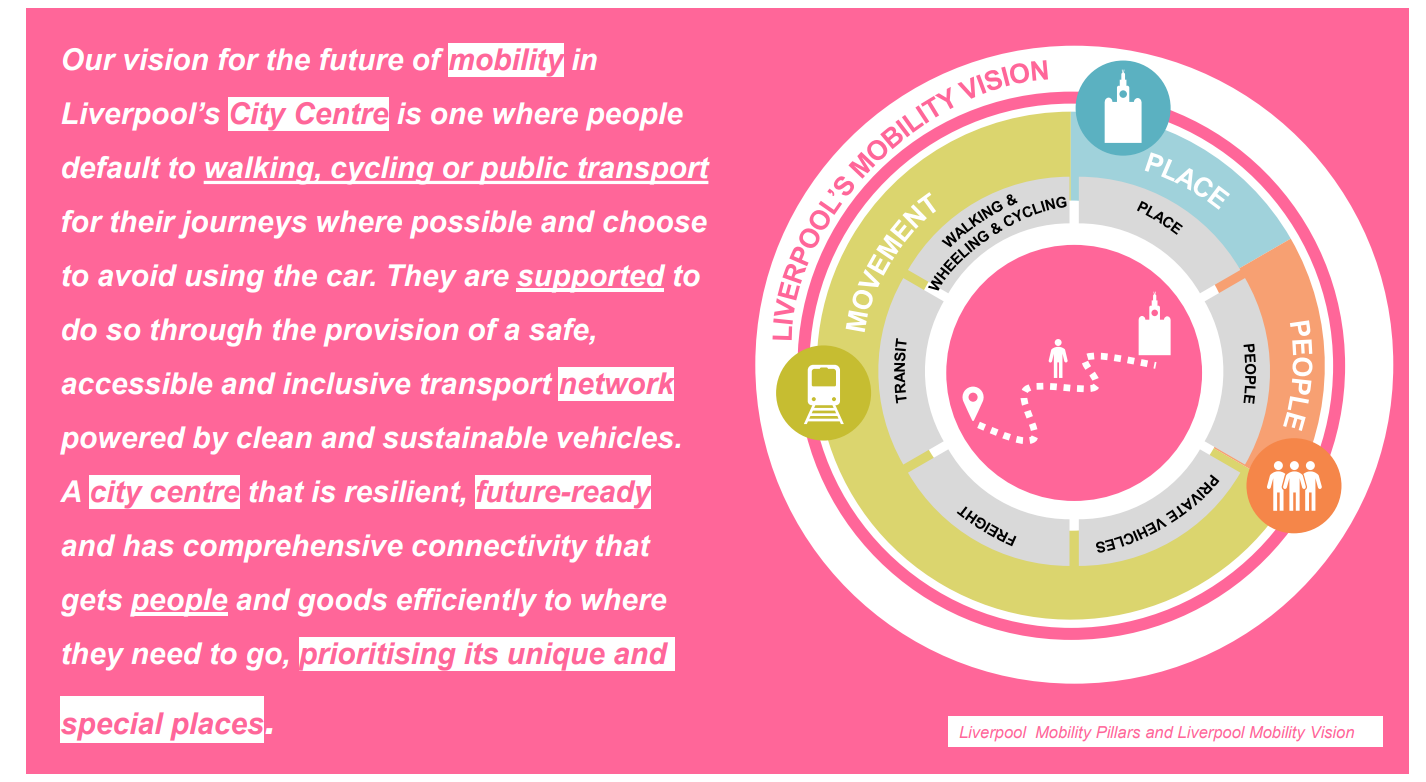 Our vision for the future of mobility in
Liverpool's City Centre is one where people
default to walking, cycling or public transport
for their journeys where possible and choose
to avoid using the car. They are supported to
do so through the provision of a safe,
accessible and inclusive transport network
powered by clean and sustainable vehicles.
A city centre that is resilient, future-ready
and has comprehensive connectivity that
gets people and goods efficiently to where
they need to go, prioritising its unique and
special places.
LIVERPOOL'S MOBILITY VISION
MOVEMENT
PLACE
PEOPLE
WALKING &
WHEELING & CYCLING
PLACE
PEOPLE
PRIVATE VEHICLES
FREIGHT
TRANSIT
Liverpool  Mobility Pillars and Liverpool Mobility Vision